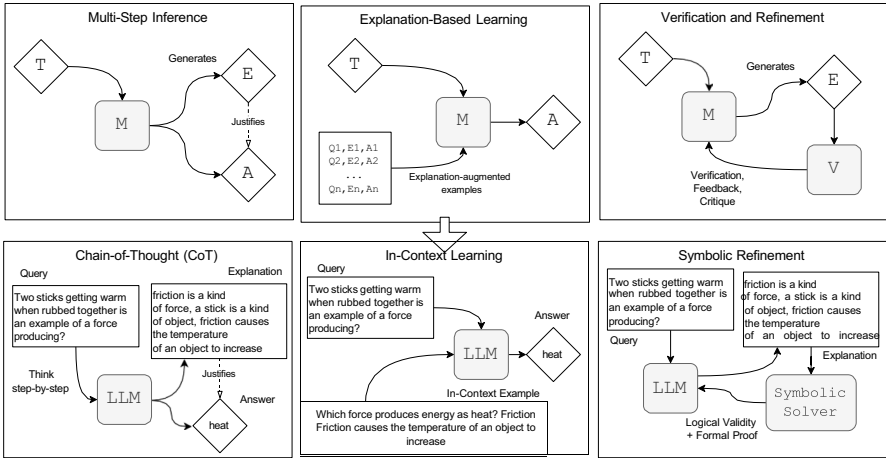 Multi-Step Inference
T
Generates
E
M
Justifies
A
Explanation-Based Learning
T
M
A
Q1,E1,A1
Q2,E2,A2
...
Qn,En,An
Explanation-augmented
examples
Verification and Refinement
T
Generates
E
M
V
Verification,
Feedback,
Critique
Chain-of-Thought (CoT)
Query
Explanation
Two sticks getting warm
when rubbed together is
an example of a force
producing?
friction is a kind
of force, a stick is a kind
of object, friction causes
the temperature
of an object to increase
Think
step-by-step
LLM
Justifies
Answer
heat
In-Context Learning
Query
Two sticks getting warm
when rubbed together is
an example of a force
producing?
Answer
LLM
heat
In-Context Example
Which force produces energy as heat? Friction
Friction causes the temperature of an object to
increase
Symbolic Refinement
Two sticks getting warm
when rubbed together is
an example of a force
producing?
friction is a kind
of force, a stick is a kind
of object, friction causes
the temperature
of an object to increase
Query
Explanation
LLM
Symbolic
Solver
Logical Validity
+ Formal Proof